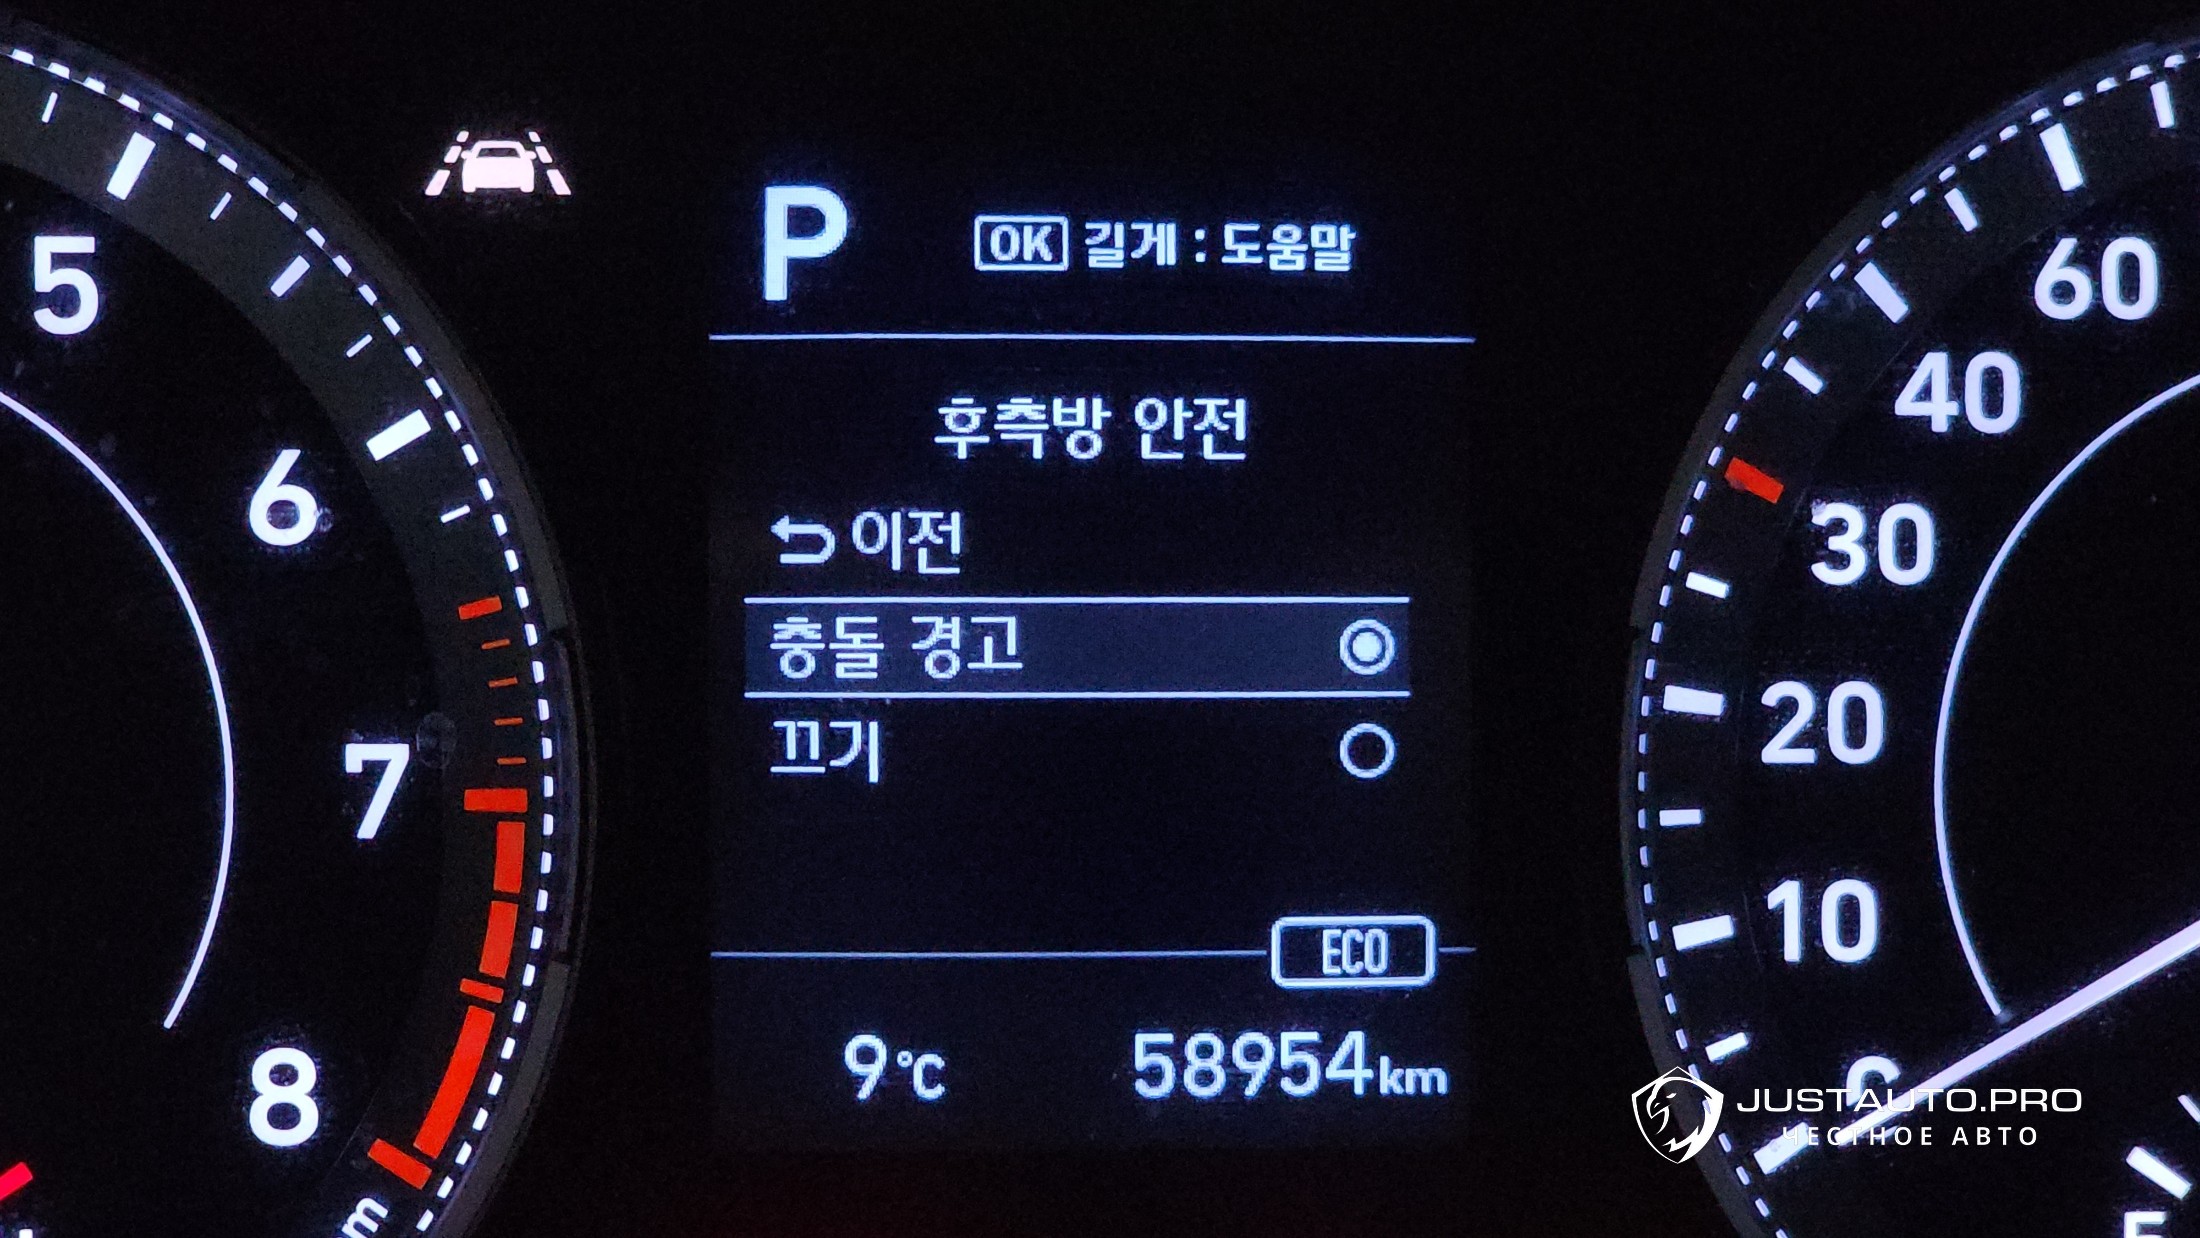 P
OK 길게 : 도움말
후측방 안전
이전
충돌 경고
끄기
ECO
9℃ 58954km
5
6
7
8
60
40
30
20
10
JUSTAUTO.PRO
ЧЕСТНОЕ АВТО